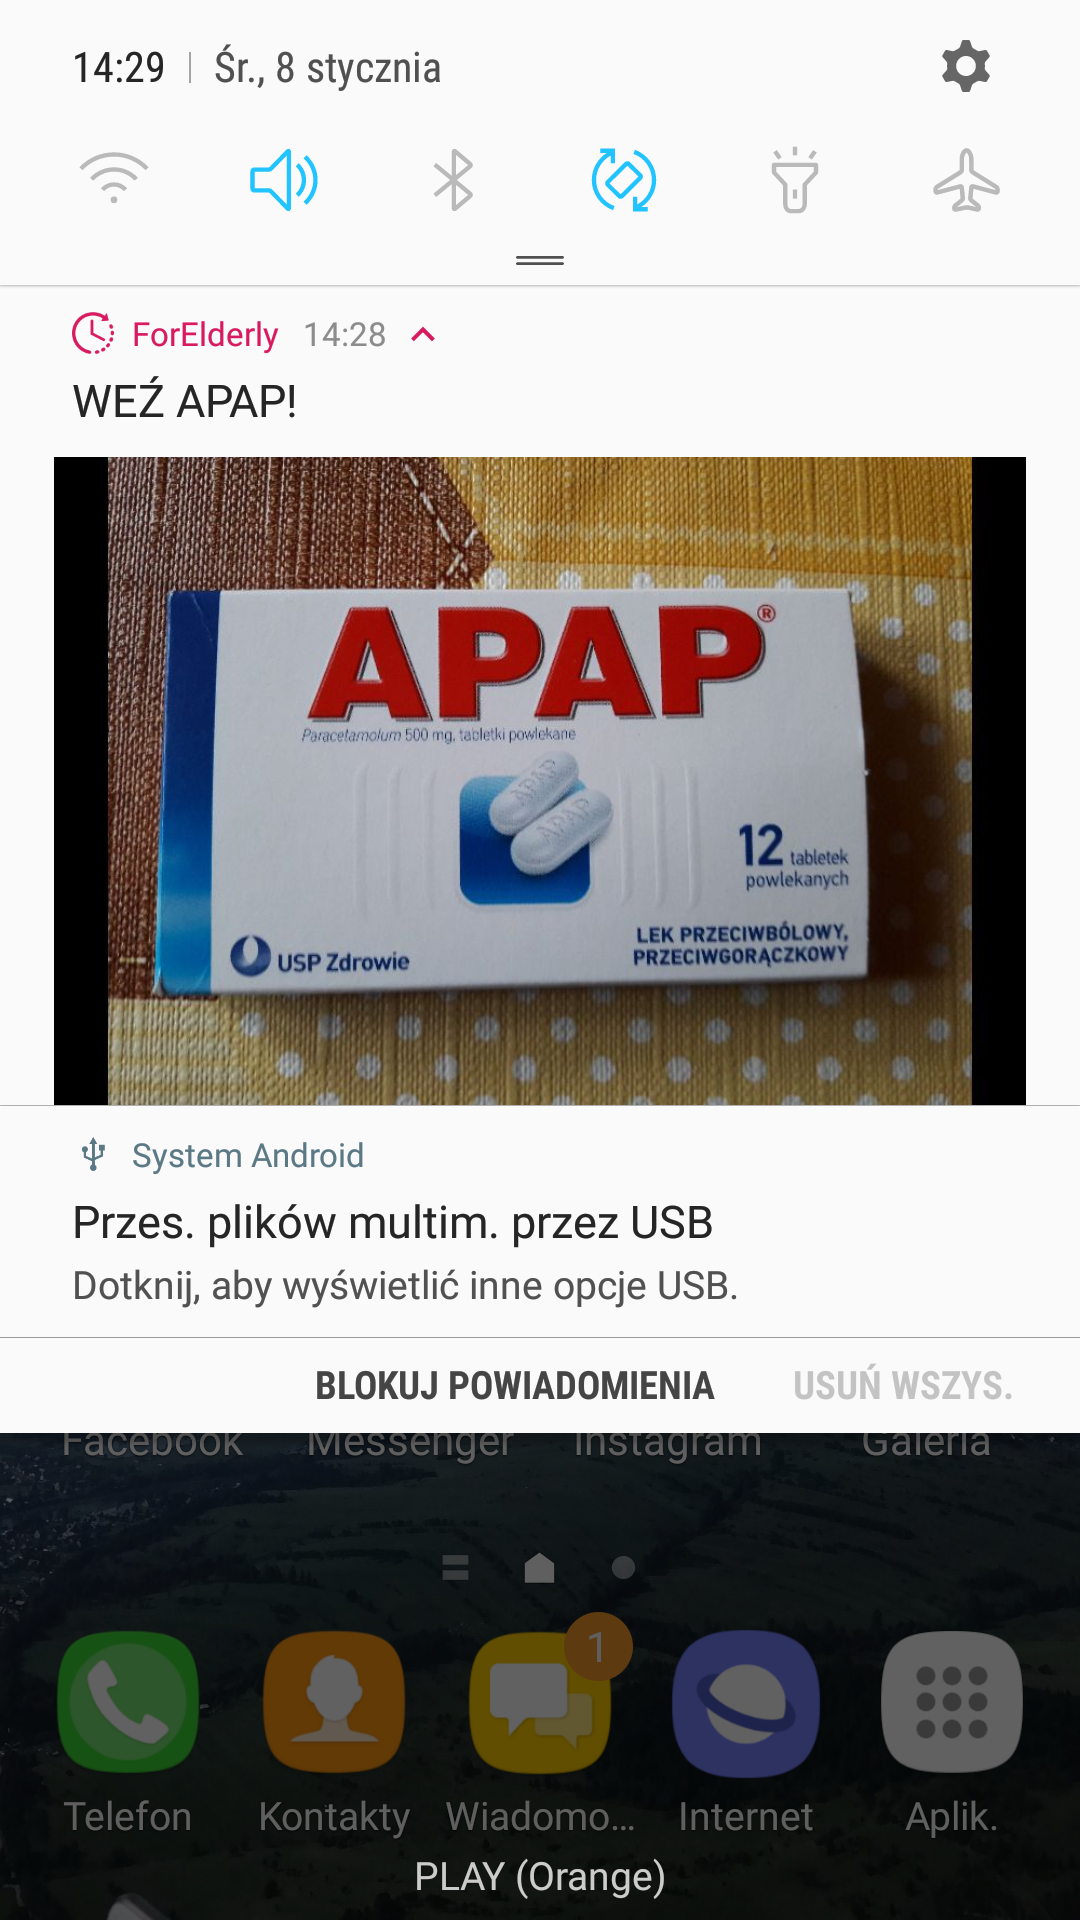 14:29 | Śr., 8 stycznia
ForElderly 14:28
WEŹ APAP!
APAP®
Paracetamolum 500 mg, tabletki powlekane
APAP
APAP
12 tabletek
powlekanych
LEK PRZECIWBÓLOWY,
PRZECIWGORĄCZKOWY
USP Zdrowie
System Android
Przes. plików multim. przez USB
Dotknij, aby wyświetlić inne opcje USB.
BLOKUJ POWIADOMIENIA USUŃ WSZYS.
Facebook Messenger Instagram Galeria
1
Telefon Kontakty Wiadomo... Internet Aplik.
PLAY (Orange)